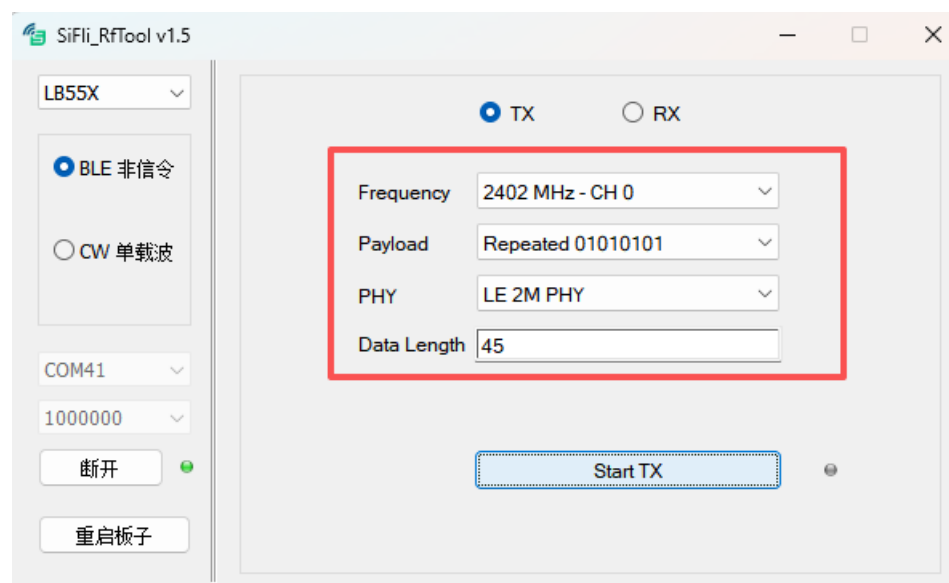 SiFli_RfTool v1.5
LB55X
BLE 非信令
CW 单载波
COM41
1000000
断开
重启板子
TX
RX
Frequency
2402 MHz - CH 0
Payload
Repeated 01010101
PHY
LE 2M PHY
Data Length
45
Start TX